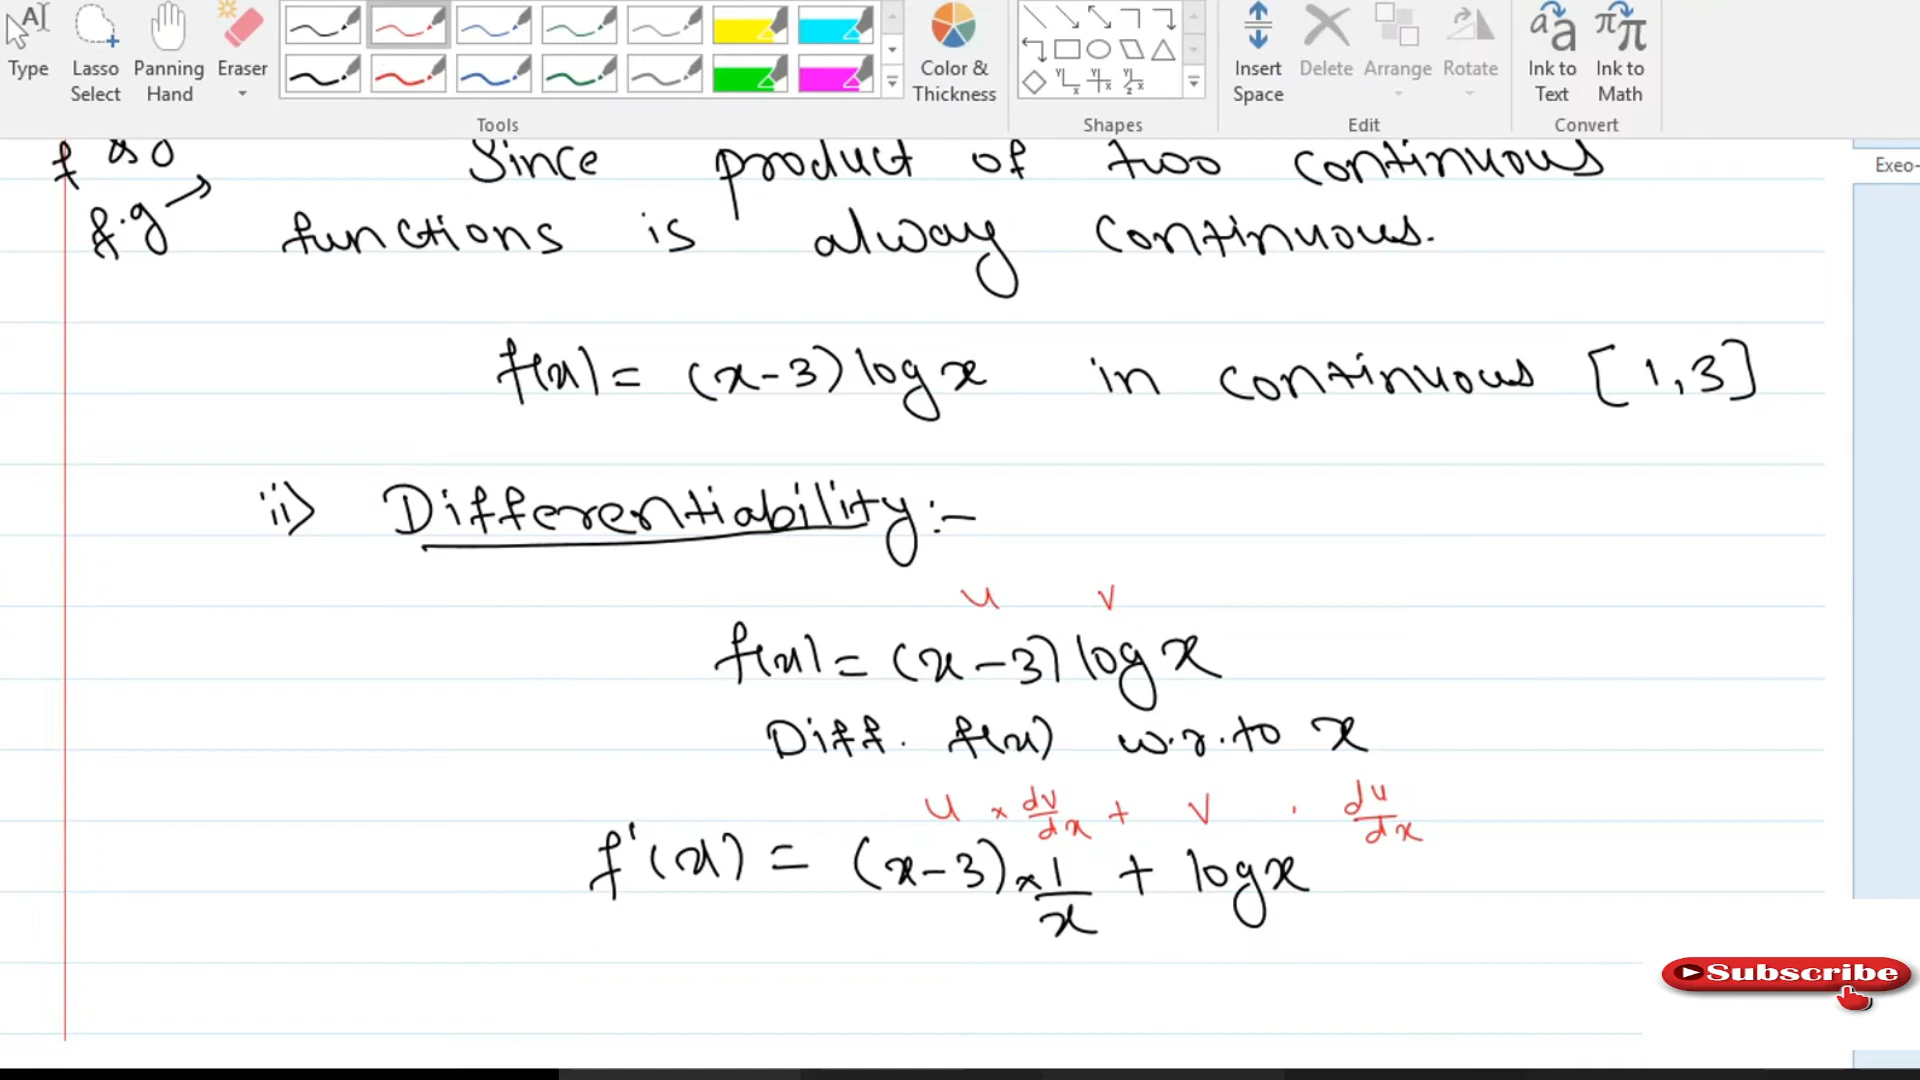 Type
Lasso Select
Panning Hand
Eraser
Color & Thickness
Insert Space
Delete
Arrange
Rotate
Ink to Text
Ink to Math
Tools
Shapes
Edit
Convert
Exeo-
Since product of two continuous
f.g → functions is alway continuous.
f(x) = (x-3) log x in continuous [1,3]
ii) Differentiability :-
u v
f(x) = (x-3) log x
Diff. f(x) w.r.to x
u × dv/dx + v . du/dx
f'(x) = (x-3) × 1/x + log x
Subscribe